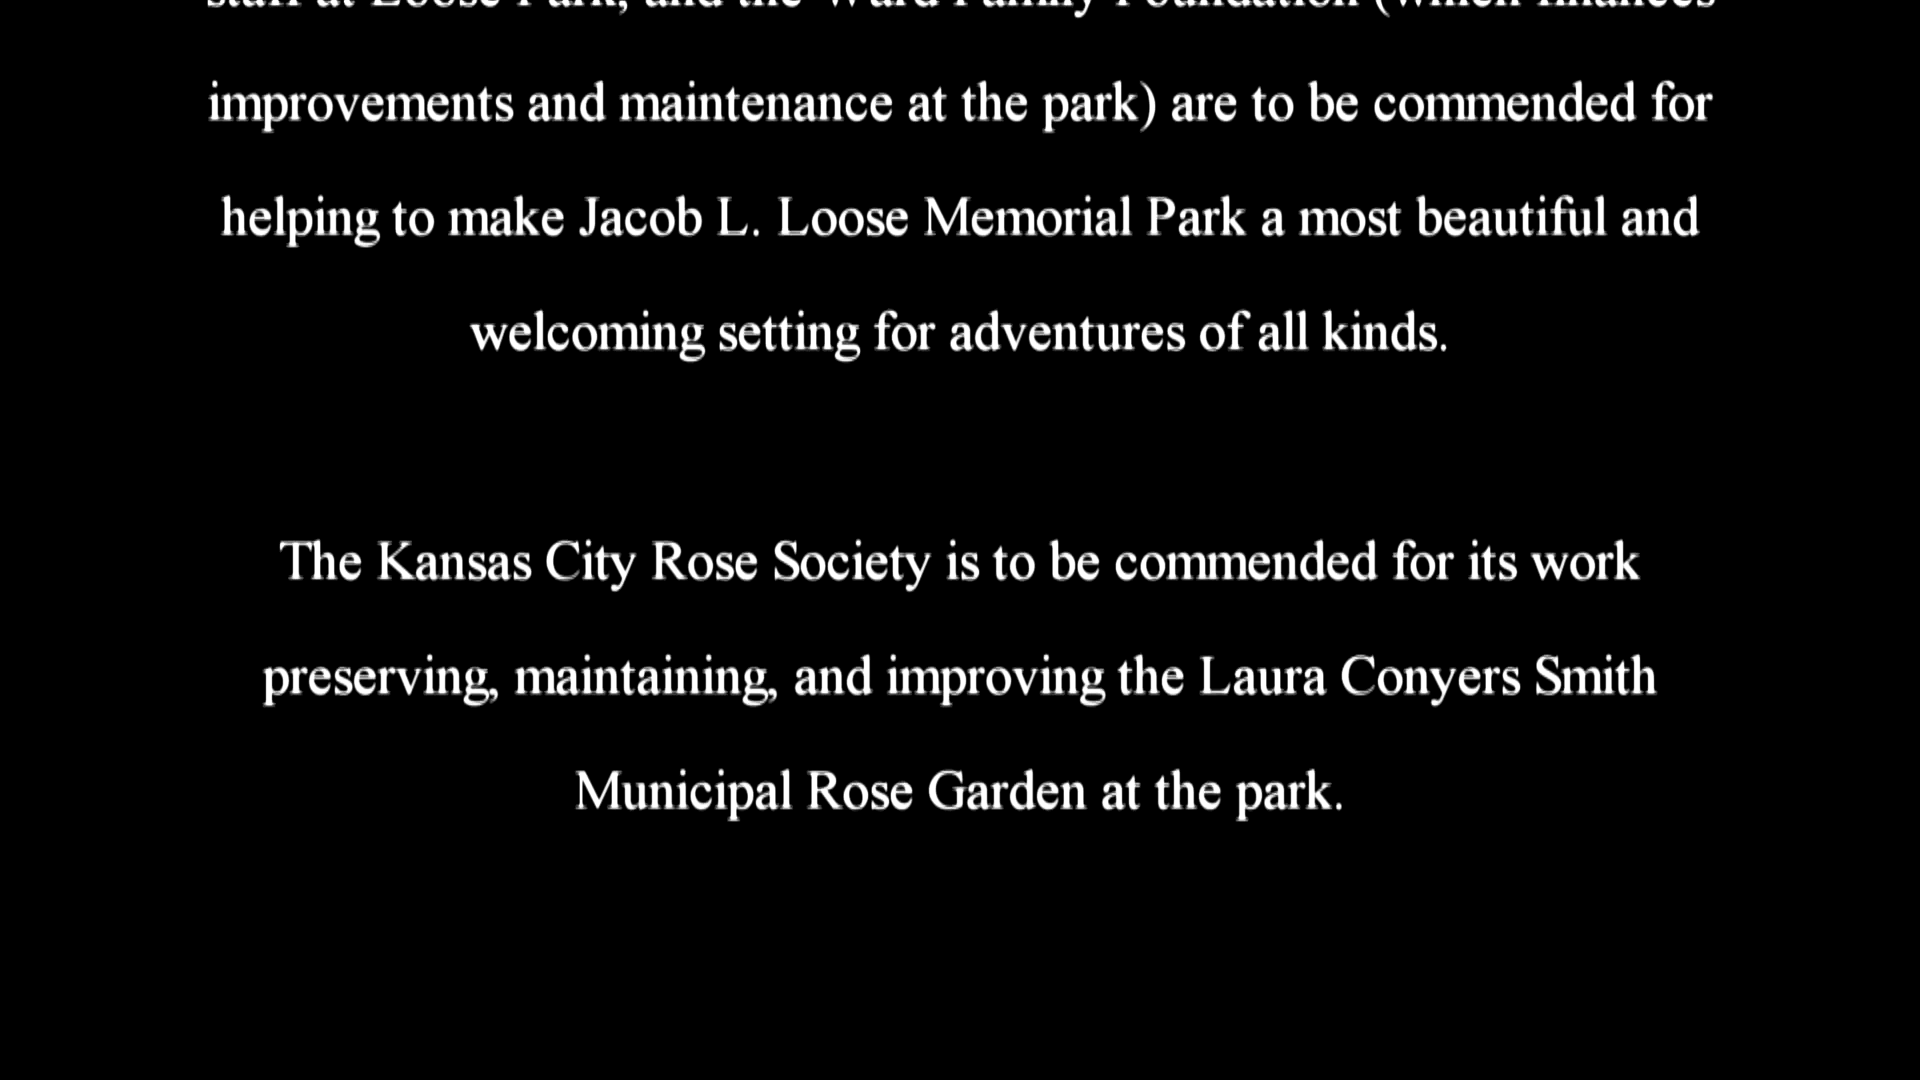 staff at Loose Park, and the Ward Family Foundation (which finances
improvements and maintenance at the park) are to be commended for
helping to make Jacob L. Loose Memorial Park a most beautiful and
welcoming setting for adventures of all kinds.
The Kansas City Rose Society is to be commended for its work
preserving, maintaining, and improving the Laura Conyers Smith
Municipal Rose Garden at the park.